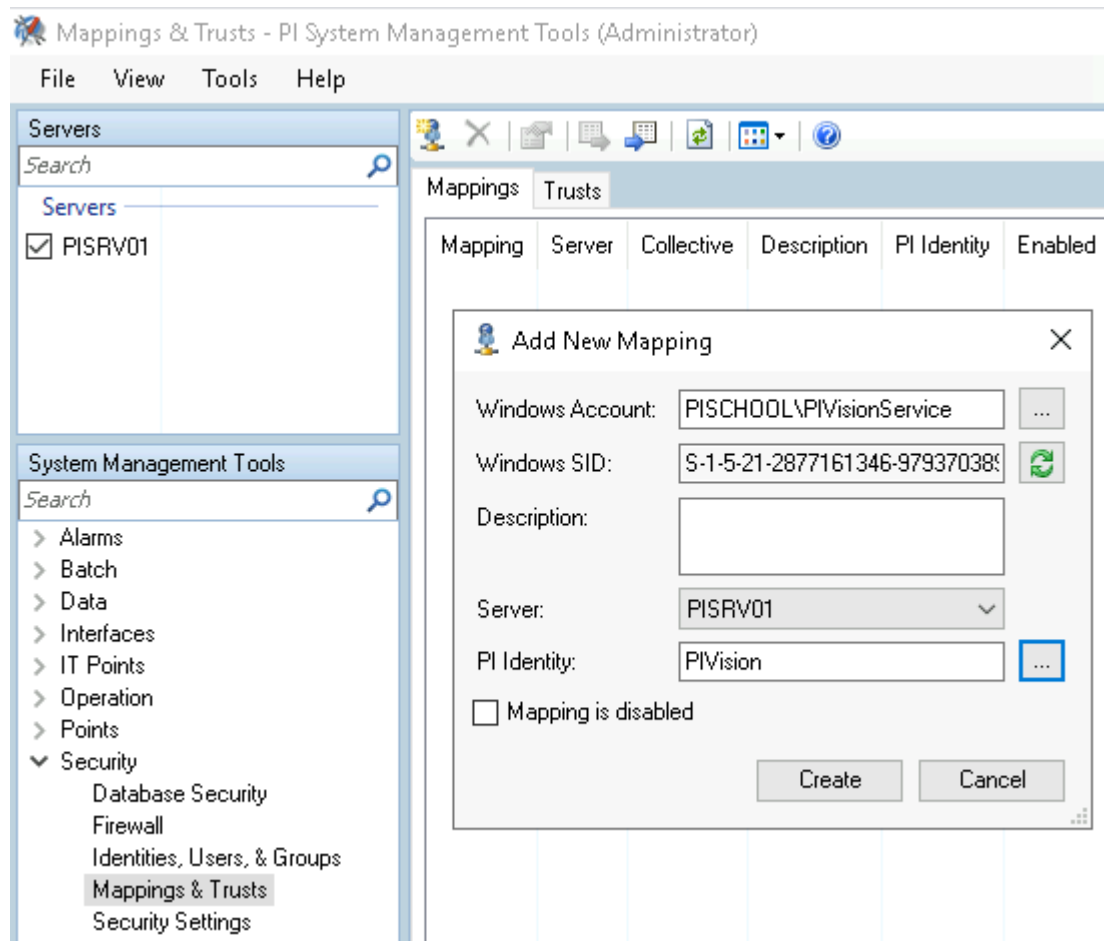 Mappings & Trusts - PI System Management Tools (Administrator)
File View Tools Help
Servers
Search
Servers
PISRV01
System Management Tools
Search
Alarms
Batch
Data
Interfaces
IT Points
Operation
Points
Security
Database Security
Firewall
Identities, Users, & Groups
Mappings & Trusts
Security Settings
Mappings Trusts
Mapping Server Collective Description PI Identity Enabled
Add New Mapping
Windows Account: PISCHOOL\PIVisionService ...
Windows SID: S-1-5-21-2877161346-979370389
Description:
Server: PISRV01
PI Identity: PIVision ...
Mapping is disabled
Create Cancel